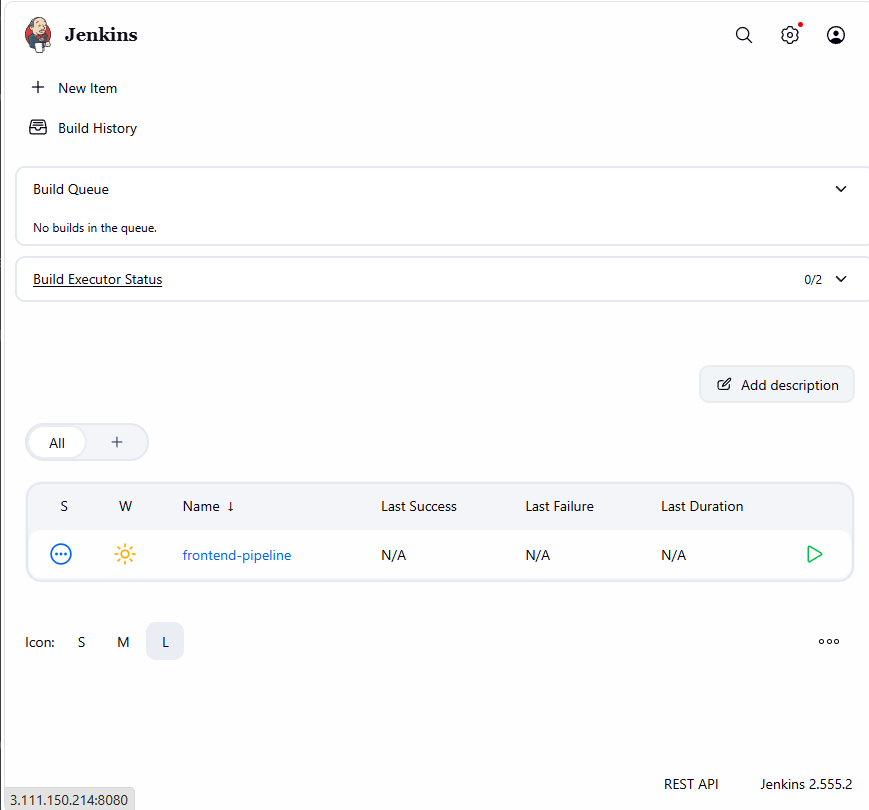 Jenkins
New Item
Build History
Build Queue
No builds in the queue.
Build Executor Status 0/2
Add description
All +
S W Name ↓ Last Success Last Failure Last Duration
frontend-pipeline N/A N/A N/A
Icon: S M L
REST API Jenkins 2.555.2
3.111.150.214:8080